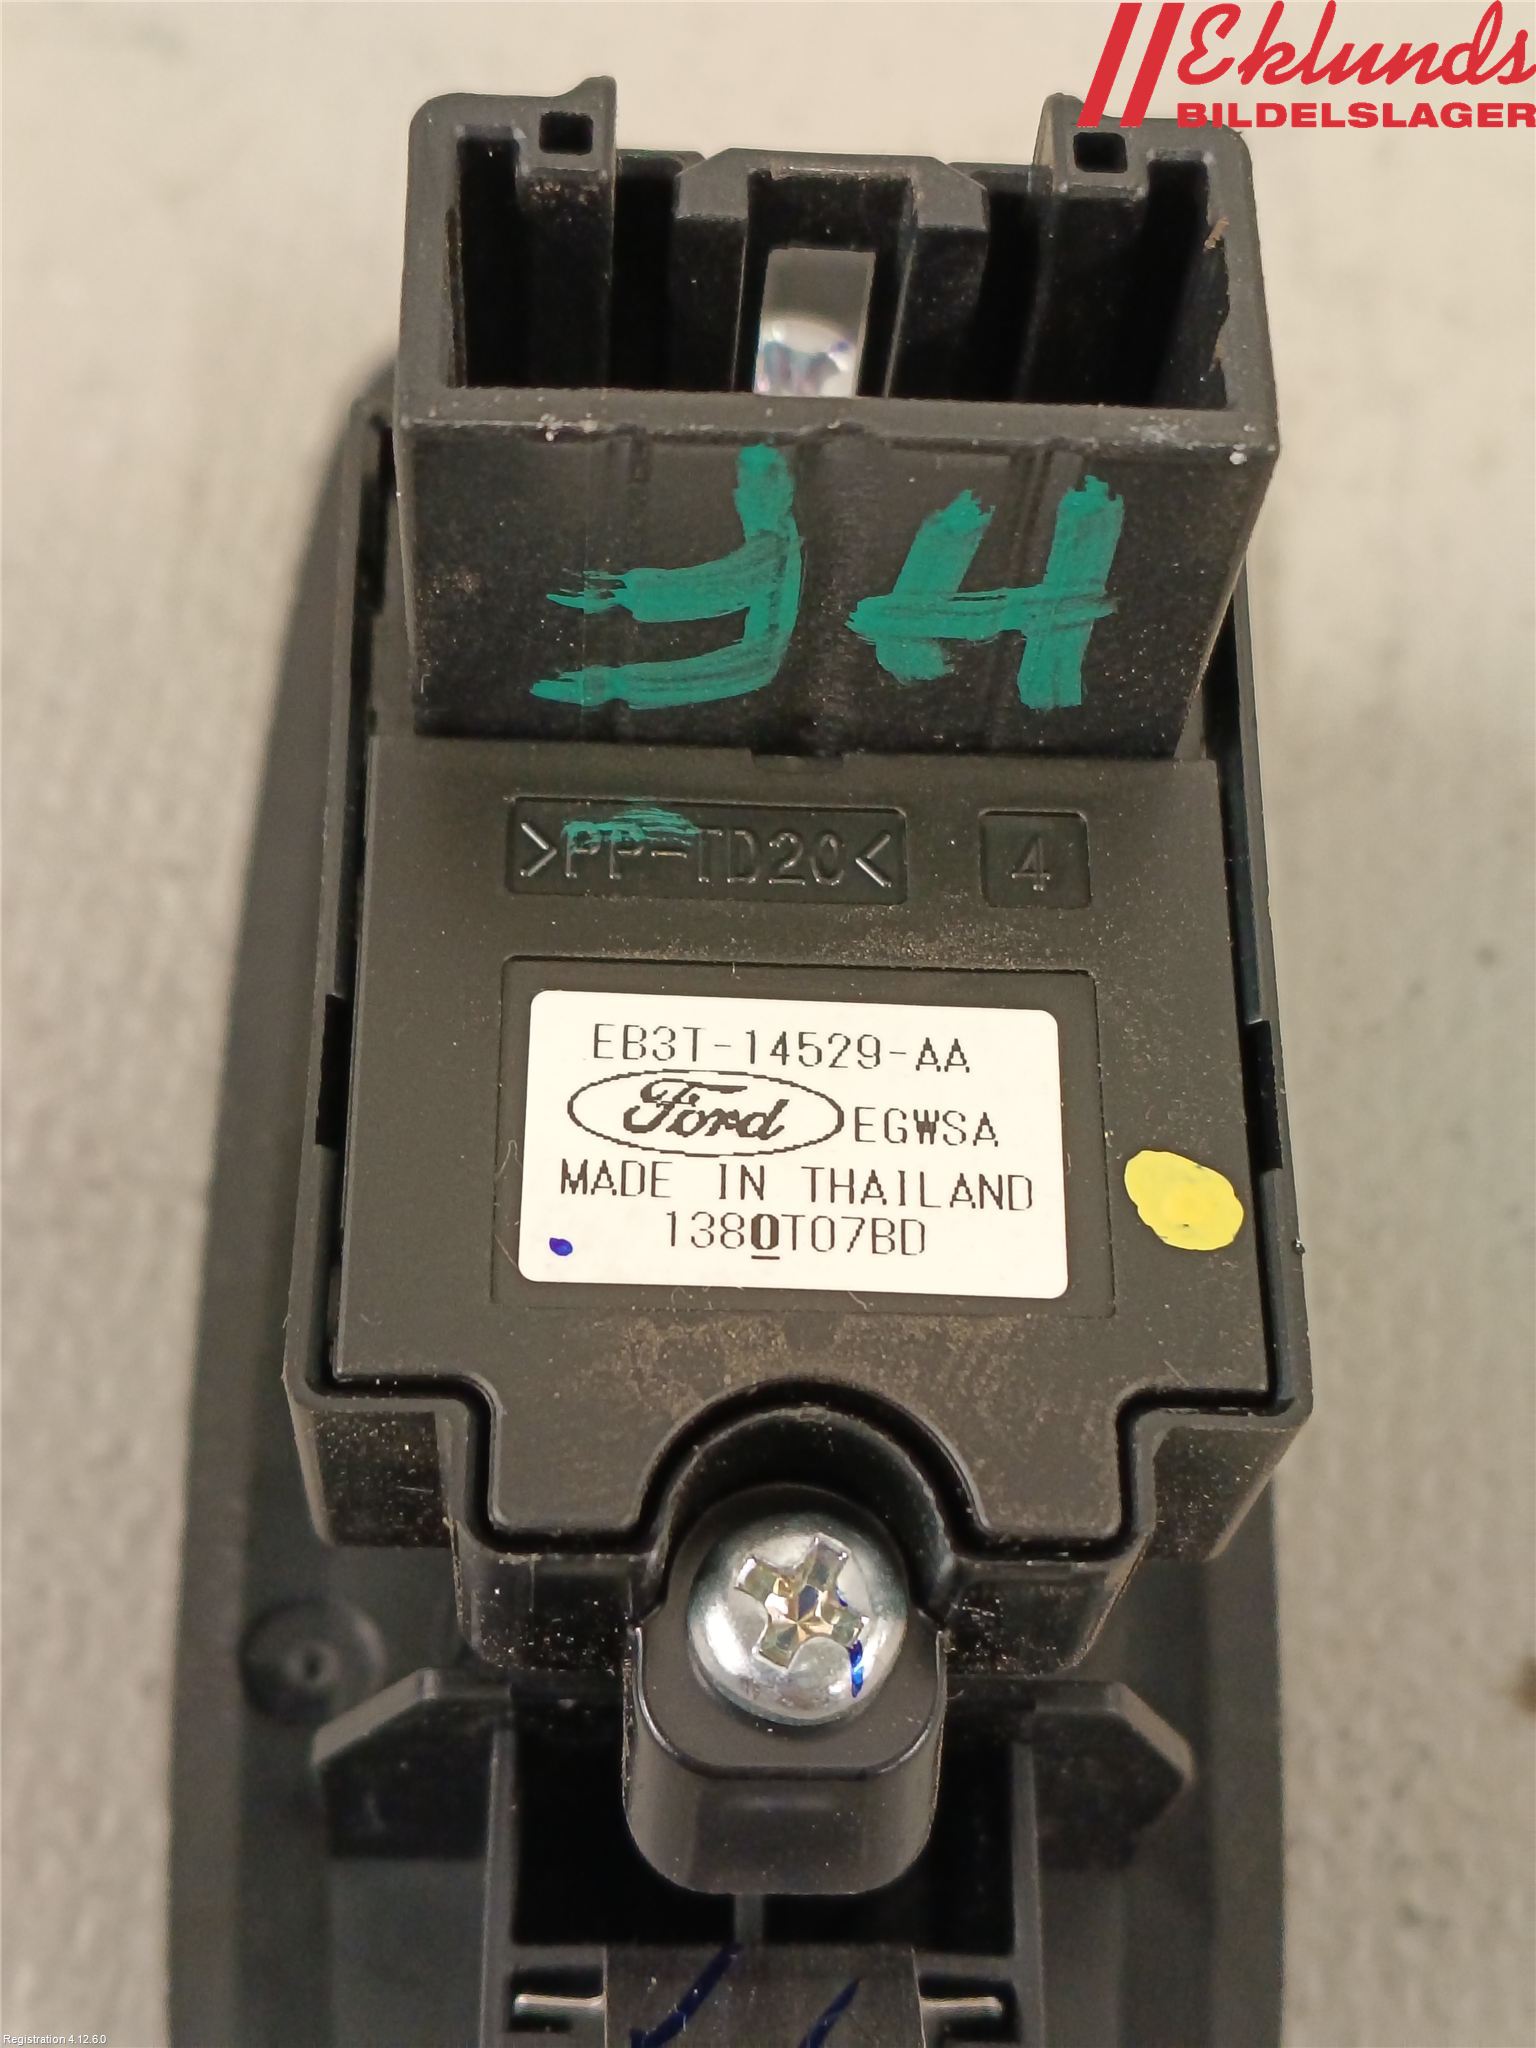 Eklunds
BILDELSLAGER
HF
>PP-TD20<
4
EB3T-14529-AA
Ford EGWSA
MADE IN THAILAND
1380T07BD
Registration 4.12.6.0